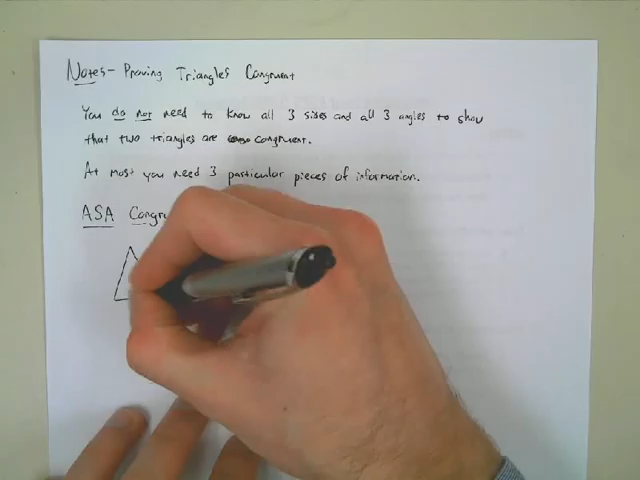 Notes- Proving Triangles Congruent
You do not need to know all 3 sides and all 3 angles to show
that two triangles are congruent.
At most you need 3 particular pieces of information.
ASA Congru